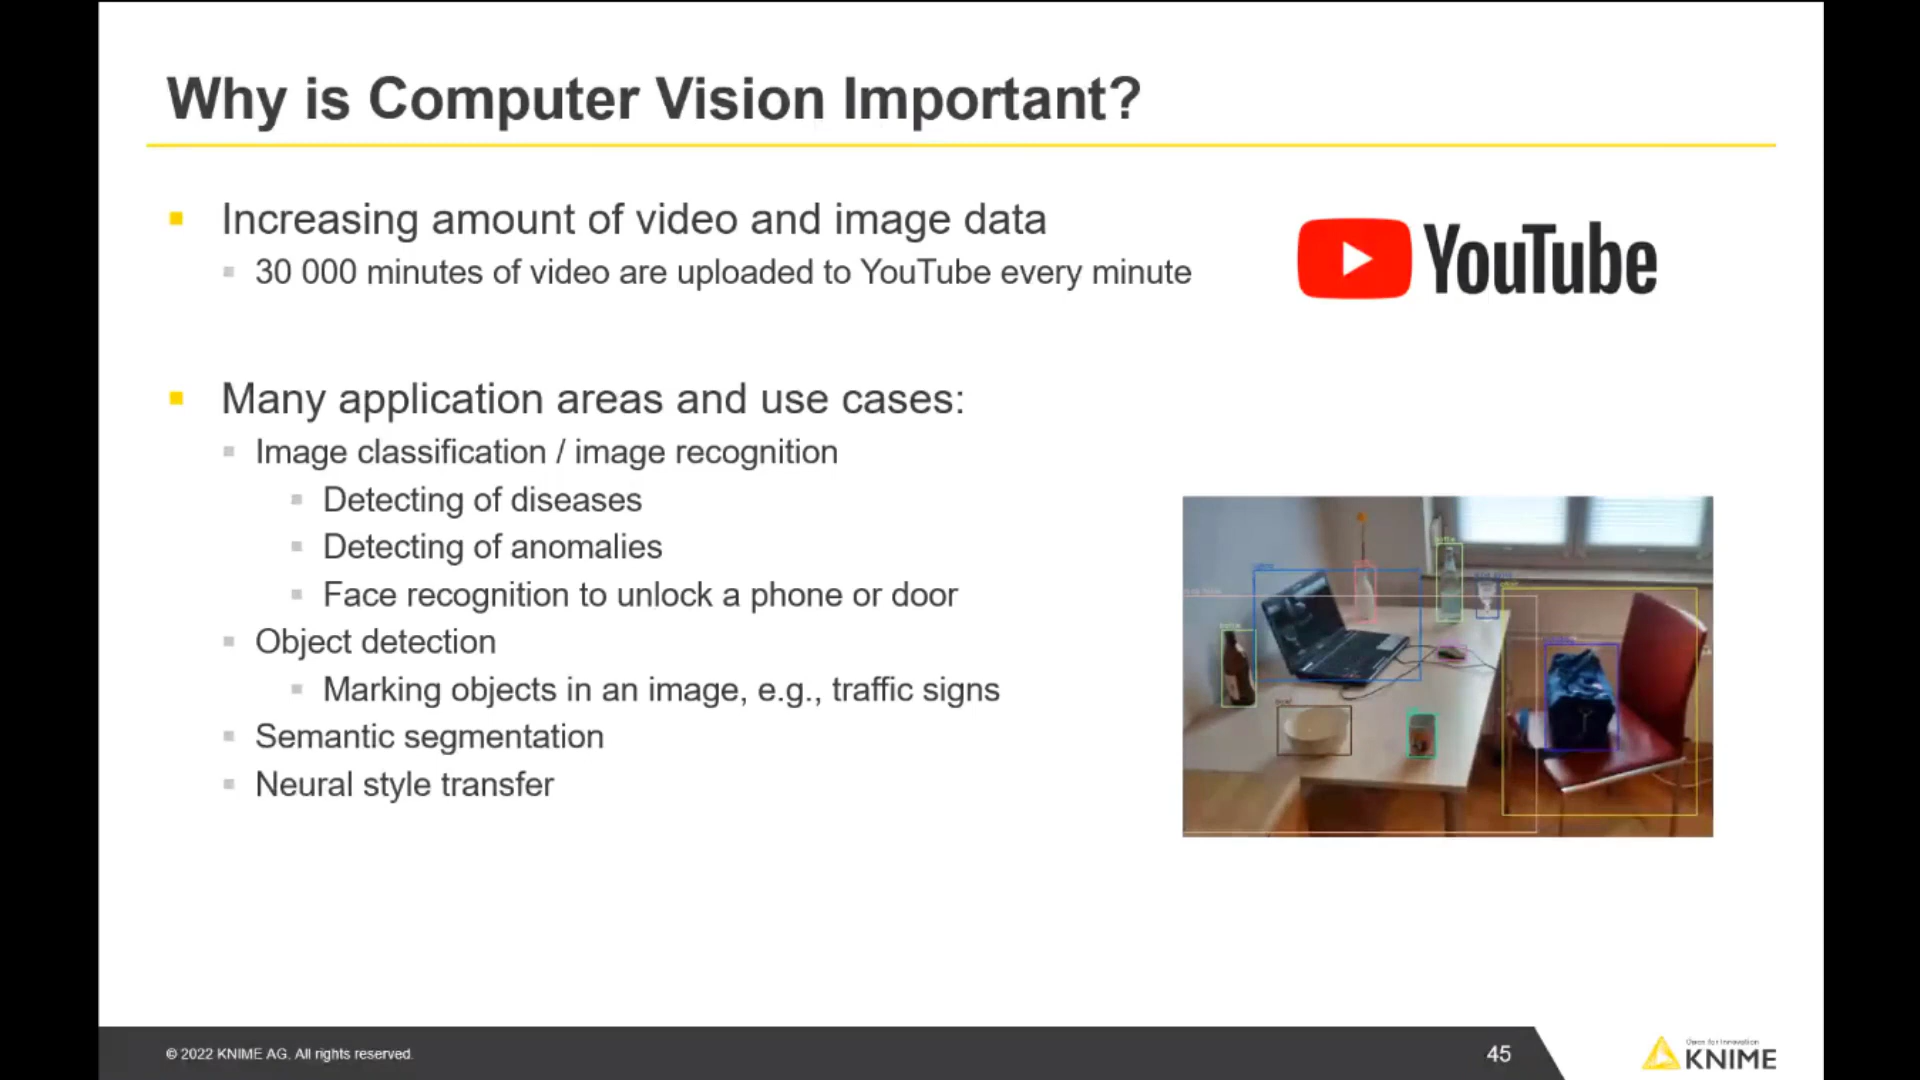 Why is Computer Vision Important?
Increasing amount of video and image data
30 000 minutes of video are uploaded to YouTube every minute
YouTube
Many application areas and use cases:
Image classification / image recognition
Detecting of diseases
Detecting of anomalies
Face recognition to unlock a phone or door
Object detection
Marking objects in an image, e.g., traffic signs
Semantic segmentation
Neural style transfer
© 2022 KNIME AG. All rights reserved.
45
Open for Innovation
KNIME